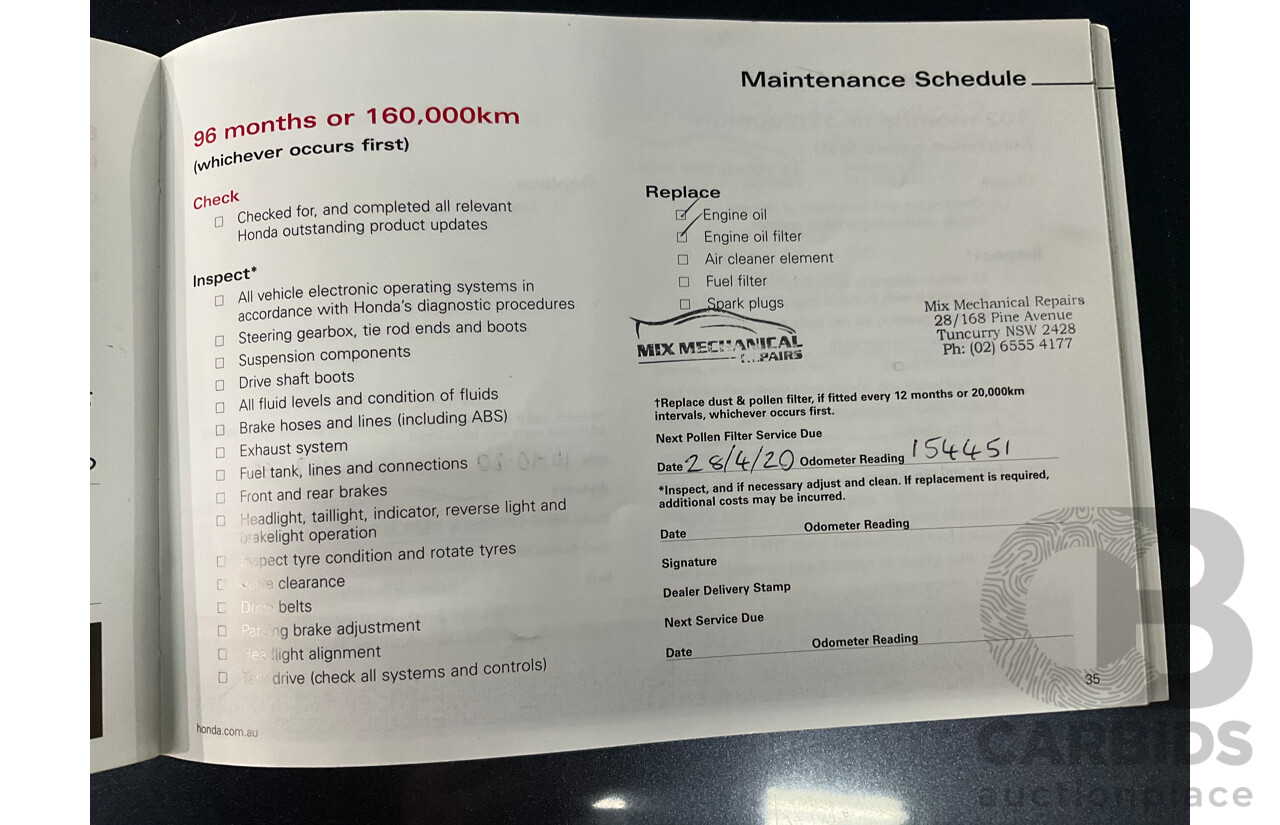 Maintenance Schedule
96 months or 160,000km
(whichever occurs first)
Check
Checked for, and completed all relevant
Honda outstanding product updates
Inspect*
All vehicle electronic operating systems in
accordance with Honda's diagnostic procedures
Steering gearbox, tie rod ends and boots
Suspension components
Drive shaft boots
All fluid levels and condition of fluids
Brake hoses and lines (including ABS)
Exhaust system
Fuel tank, lines and connections
Front and rear brakes
Headlight, taillight, indicator, reverse light and
brakelight operation
Inspect tyre condition and rotate tyres
clearance
Drive belts
Parking brake adjustment
Headlight alignment
drive (check all systems and controls)
honda.com.au
Replace
Engine oil
Engine oil filter
Air cleaner element
Fuel filter
Spark plugs
MIX MECHANICAL
REPAIRS
Mix Mechanical Repairs
28/168 Pine Avenue
Tuncurry NSW 2428
Ph: (02) 6555 4177
†Replace dust & pollen filter, if fitted every 12 months or 20,000km
intervals, whichever occurs first.
Next Pollen Filter Service Due
Date 28/4/20 Odometer Reading 154451
*Inspect, and if necessary adjust and clean. If replacement is required,
additional costs may be incurred.
Date Odometer Reading
Signature
Dealer Delivery Stamp
Next Service Due
Date Odometer Reading
35
CARBIDS
auctionplace